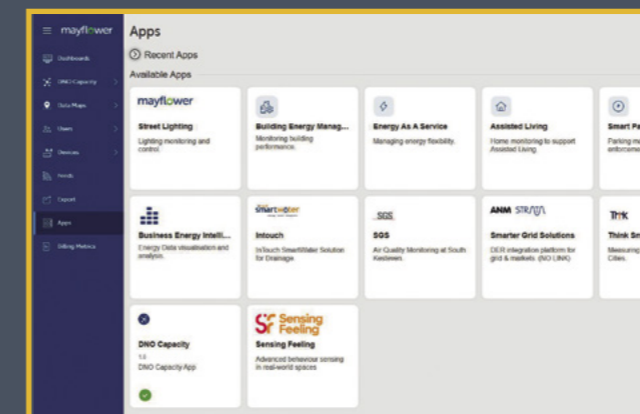 mayflower
Dashboards
DNO Capacity
Data Maps
Users
Devices
Feeds
Export
Apps
Billing Metrics
Apps
Recent Apps
Available Apps
mayflower
Street Lighting
Lighting monitoring and
control.
Building Energy Manag...
Monitoring building
performance.
Energy As A Service
Managing energy flexibility.
Assisted Living
Home monitoring to support
Assisted Living.
Smart Pa
Parking
Business Energy Intelli...
Energy Data visualisation and
analysis.
smartwater
Intouch
InTouch SmartWater Solution
for Drainage.
SGS
SGS
Air Quality Monitoring at South
Kesteven.
ANM STRATA
Smarter Grid Solutions
DER integration platform for
grid & markets. (NO LINK)
Think
Think Sm
Measuring
Cities.
DNO Capacity
1.0
DNO Capacity App
Sensing
Feeling
Sensing Feeling
Advanced behaviour sensing
in real-world spaces